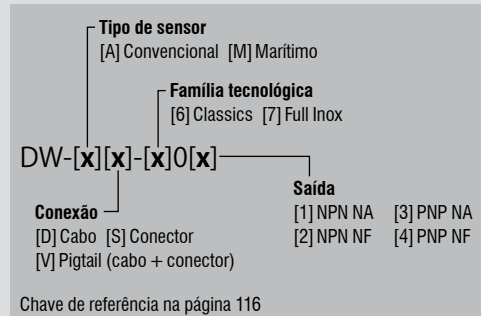 Tipo de sensor
[A] Convencional [M] Marítimo
Família tecnológica
[6] Classics [7] Full Inox
DW-[x][x]-[x]0[x]
Conexão
[D] Cabo [S] Conector
[V] Pigtail (cabo + conector)
Saída
[1] NPN NA [3] PNP NA
[2] NPN NF [4] PNP NF
Chave de referência na página 116